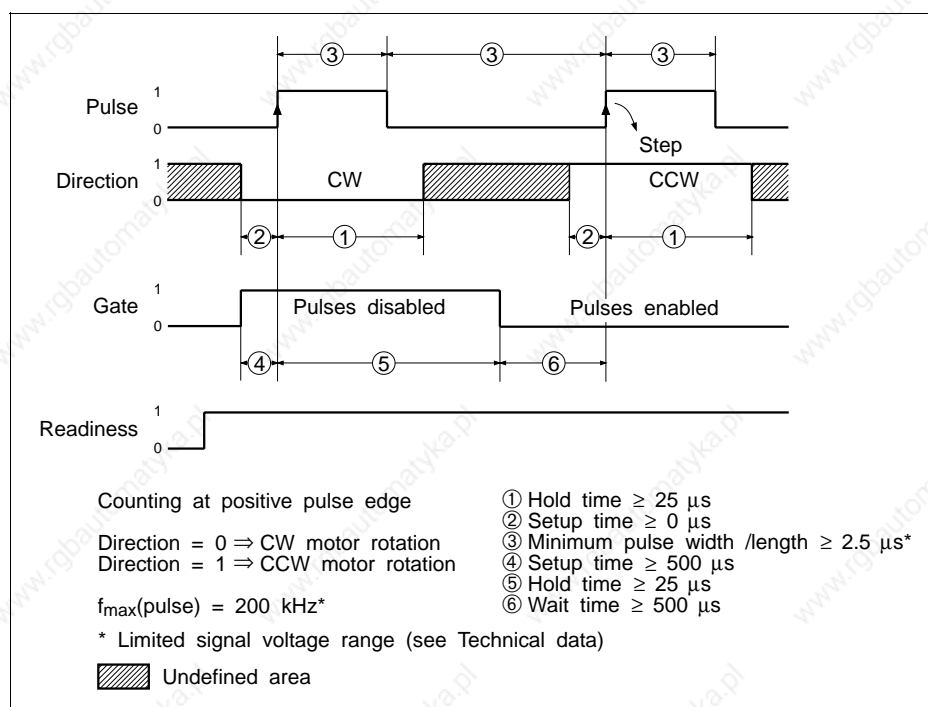 ③ ③ ③
Pulse 1 0
Step
Direction 1 0 CW CCW
② ① ② ①
Gate 1 0 Pulses disabled Pulses enabled
④ ⑤ ⑥
Readiness 1 0
Counting at positive pulse edge
Direction = 0 ⇒ CW motor rotation
Direction = 1 ⇒ CCW motor rotation
fmax(pulse) = 200 kHz*
* Limited signal voltage range (see Technical data)
Undefined area
① Hold time ≥ 25 μs
② Setup time ≥ 0 μs
③ Minimum pulse width /length ≥ 2.5 μs*
④ Setup time ≥ 500 μs
⑤ Hold time ≥ 25 μs
⑥ Wait time ≥ 500 μs
www.rgbautomatyka.pl